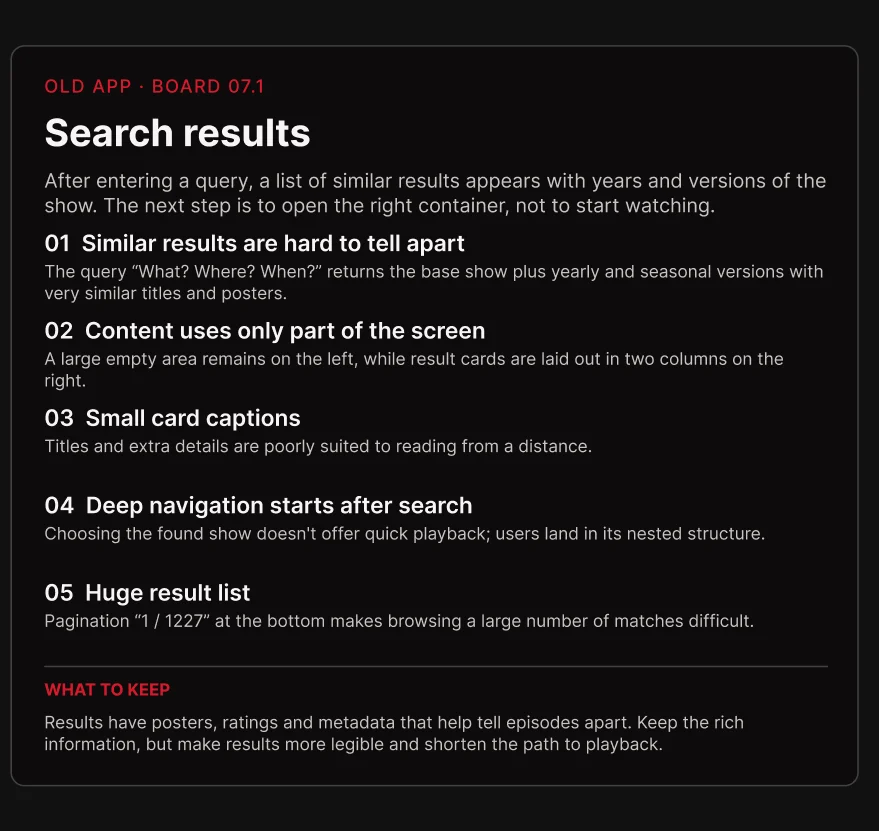 OLD APP · BOARD 07.1
Search results
After entering a query, a list of similar results appears with years and versions of the
show. The next step is to open the right container, not to start watching.
01 Similar results are hard to tell apart
The query “What? Where? When?” returns the base show plus yearly and seasonal versions with
very similar titles and posters.
02 Content uses only part of the screen
A large empty area remains on the left, while result cards are laid out in two columns on the
right.
03 Small card captions
Titles and extra details are poorly suited to reading from a distance.
04 Deep navigation starts after search
Choosing the found show doesn't offer quick playback; users land in its nested structure.
05 Huge result list
Pagination “1 / 1227” at the bottom makes browsing a large number of matches difficult.
WHAT TO KEEP
Results have posters, ratings and metadata that help tell episodes apart. Keep the rich
information, but make results more legible and shorten the path to playback.